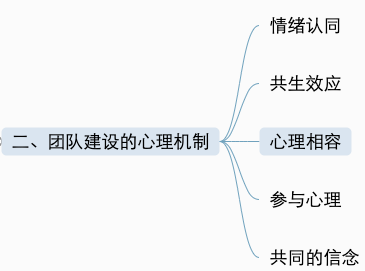 情绪认同
共生效应
二、团队建设的心理机制
心理相容
参与心理
共同的信念